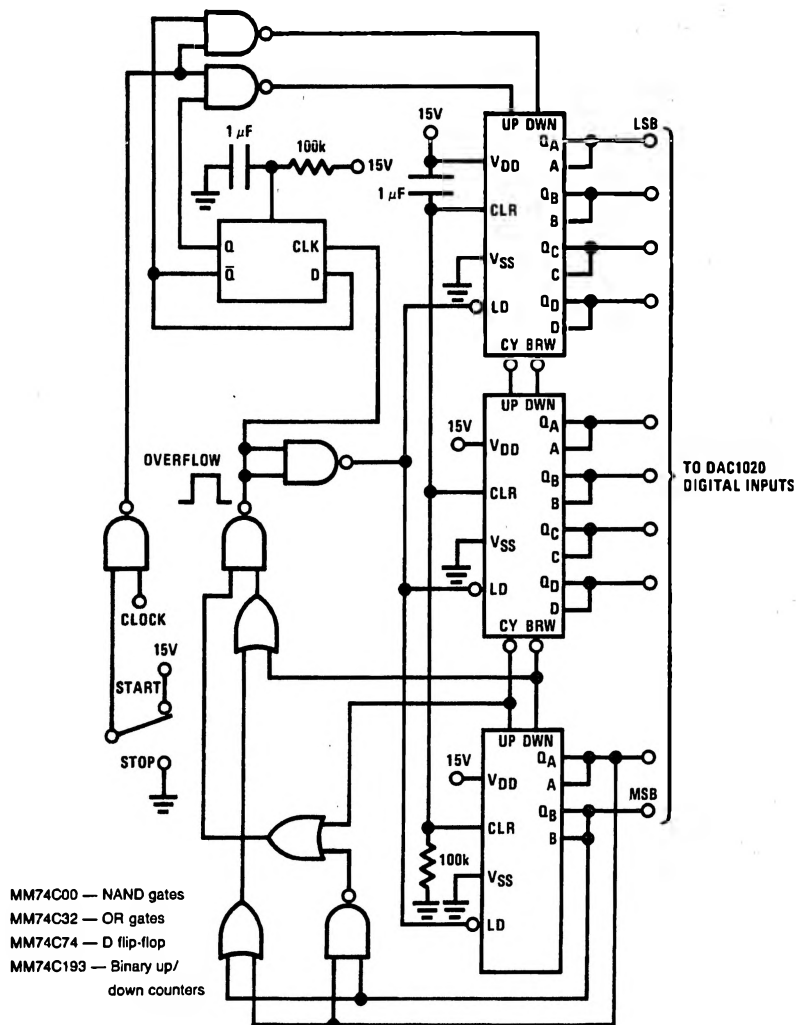 UP DWN
15V
LSB
1 μF
100k
15V
VDD
1 μF
CLR
VSS
LD
QA
A
QB
B
QC
C
QD
D
CY BRW
Q CLK
Q̅ D
OVERFLOW
CLOCK
15V
START
STOP
UP DWN
15V
VDD
CLR
VSS
LD
QA
A
QB
B
QC
C
QD
D
CY BRW
TO DAC1020
DIGITAL INPUTS
UP DWN
15V
VDD
CLR
100k
VSS
LD
QA
A
MSB
QB
B
MM74C00 — NAND gates
MM74C32 — OR gates
MM74C74 — D flip-flop
MM74C193 — Binary up/
down counters